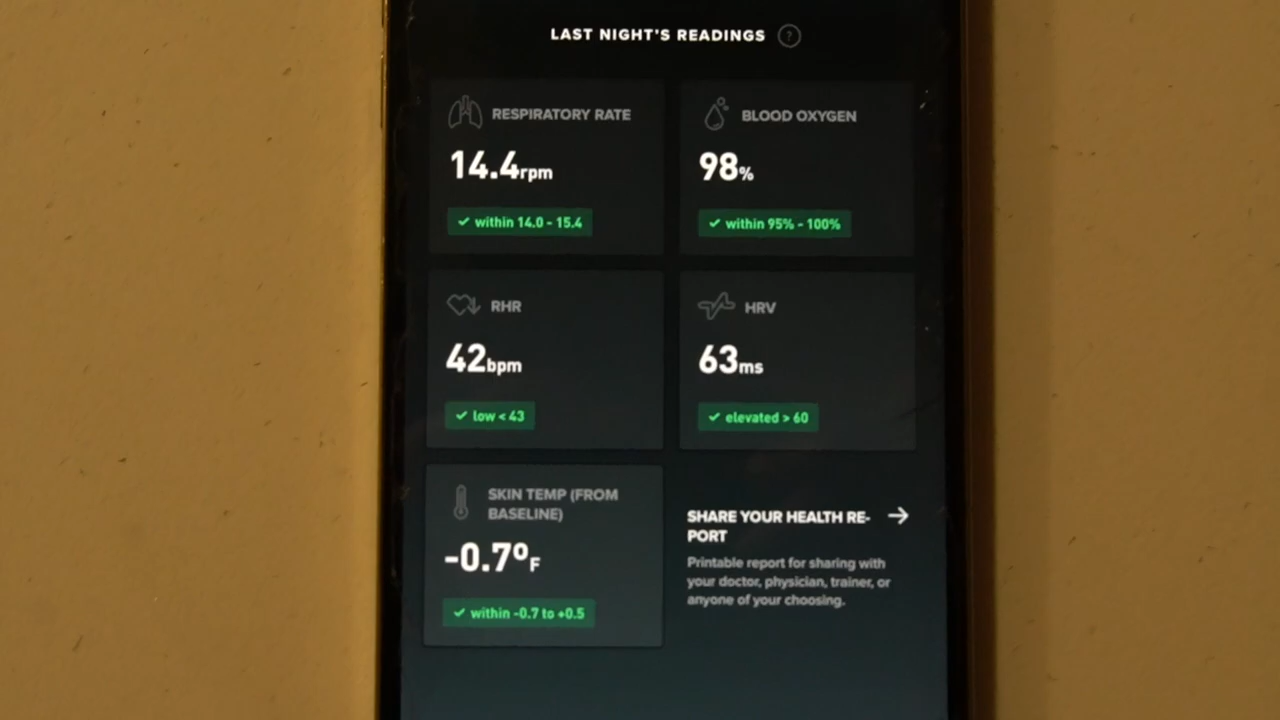 LAST NIGHT'S READINGS ?
RESPIRATORY RATE
14.4rpm
✓ within 14.0 - 15.4
BLOOD OXYGEN
98%
✓ within 95% - 100%
RHR
42bpm
✓ low < 43
HRV
63ms
✓ elevated > 60
SKIN TEMP (FROM
BASELINE)
-0.7ºF
✓ within -0.7 to +0.5
SHARE YOUR HEALTH RE- →
PORT
Printable report for sharing with
your doctor, physician, trainer, or
anyone of your choosing.